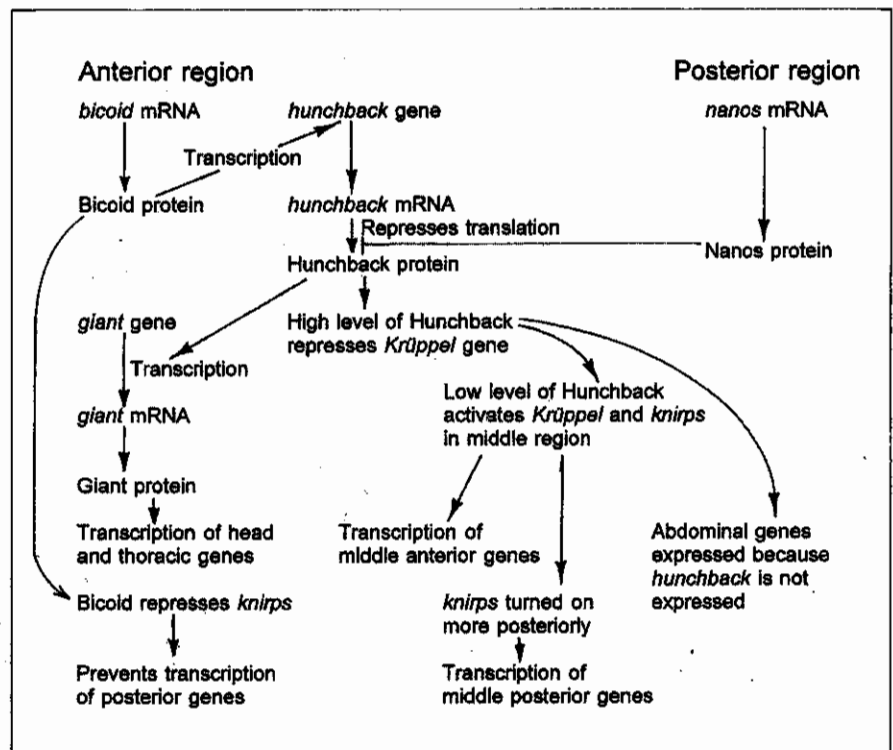 Anterior region
Posterior region
bicoid mRNA
hunchback gene
nanos mRNA
Transcription
Bicoid protein
hunchback mRNA
Represses translation
Nanos protein
Hunchback protein
giant gene
High level of Hunchback
represses Krüppel gene
Transcription
Low level of Hunchback
activates Krüppel and knirps
in middle region
giant mRNA
Giant protein
Transcription of head
and thoracic genes
Transcription of
middle anterior genes
Abdominal genes
expressed because
hunchback is not
expressed
Bicoid represses knirps
knirps turned on
more posteriorly
Prevents transcription
of posterior genes
Transcription of
middle posterior genes